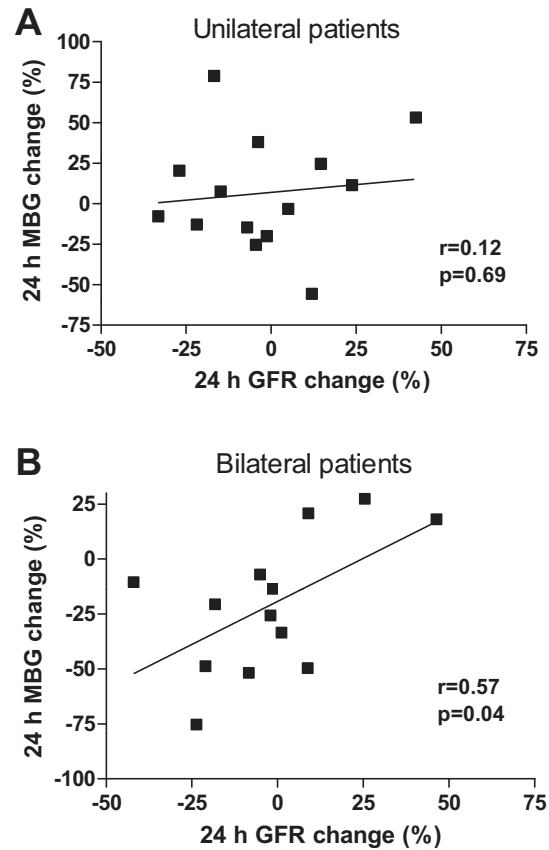 A
Unilateral patients
100
75
50
25
0
-25
-50
-75
24 h MBG change (%)
r=0.12
p=0.69
-50 -25 0 25 50 75
24 h GFR change (%)
B
Bilateral patients
25
0
-25
-50
-75
-100
24 h MBG change (%)
r=0.57
p=0.04
-50 -25 0 25 50 75
24 h GFR change (%)